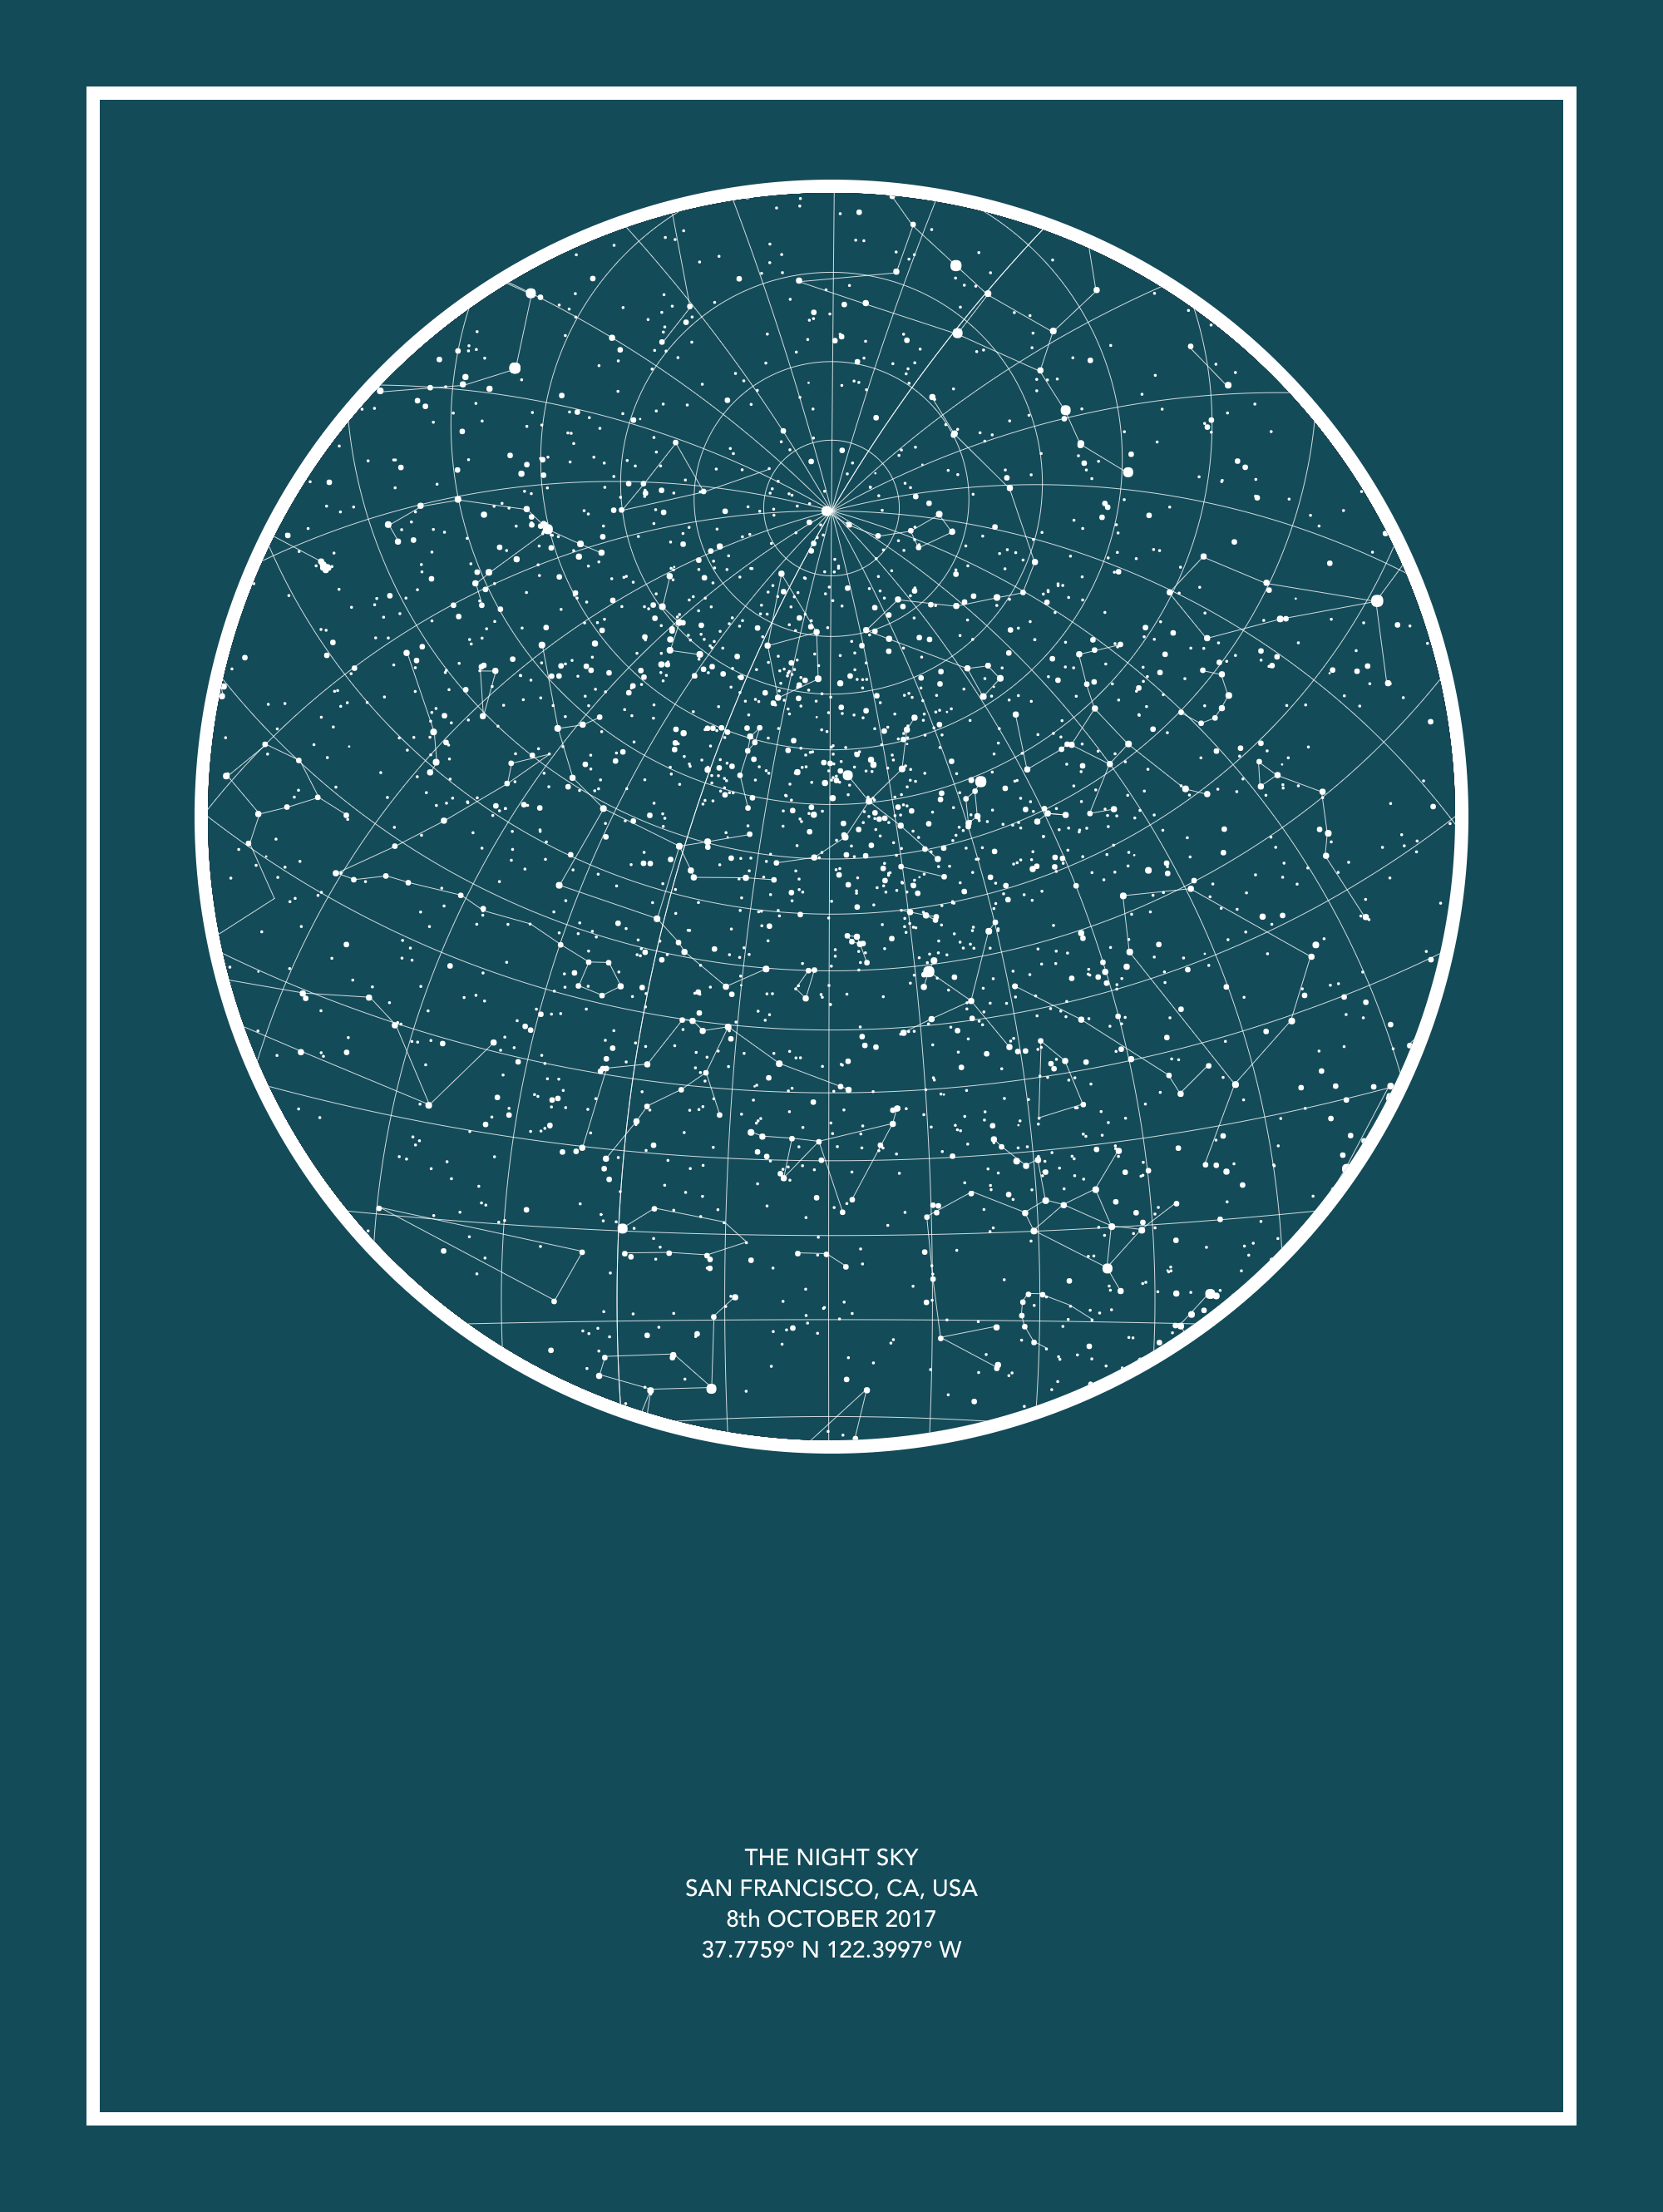 THE NIGHT SKY
SAN FRANCISCO, CA, USA
8th OCTOBER 2017
37.7759° N 122.3997° W